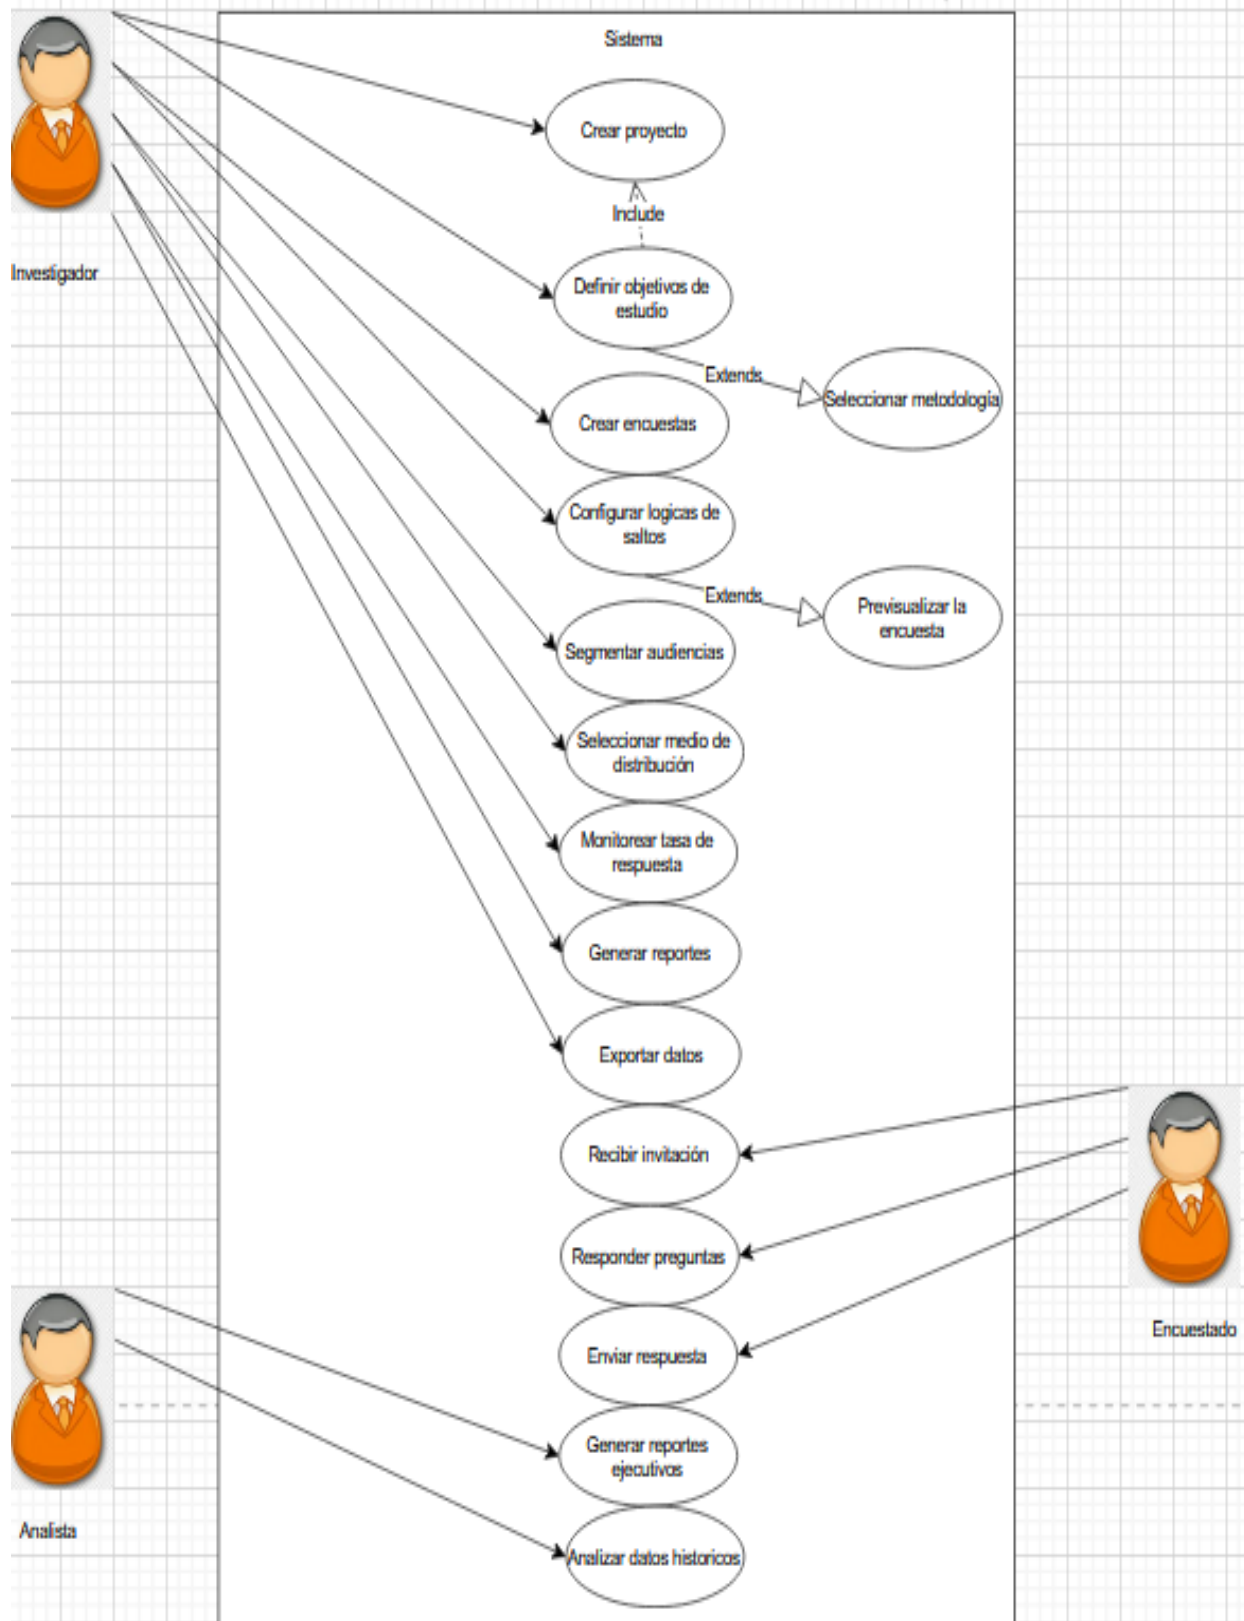 Sistema
Crear proyecto
Include
Investigador
Definir objetivos de
estudio
Extends
Seleccionar metodología
Crear encuestas
Configurar logicas de
saltos
Extends
Previsualizar la
encuesta
Segmentar audiencias
Seleccionar medio de
distribución
Monitorear tasa de
respuesta
Generar reportes
Exportar datos
Recibir invitación
Responder preguntas
Encuestado
Enviar respuesta
Generar reportes
ejecutivos
Analista
Analizar datos historicos